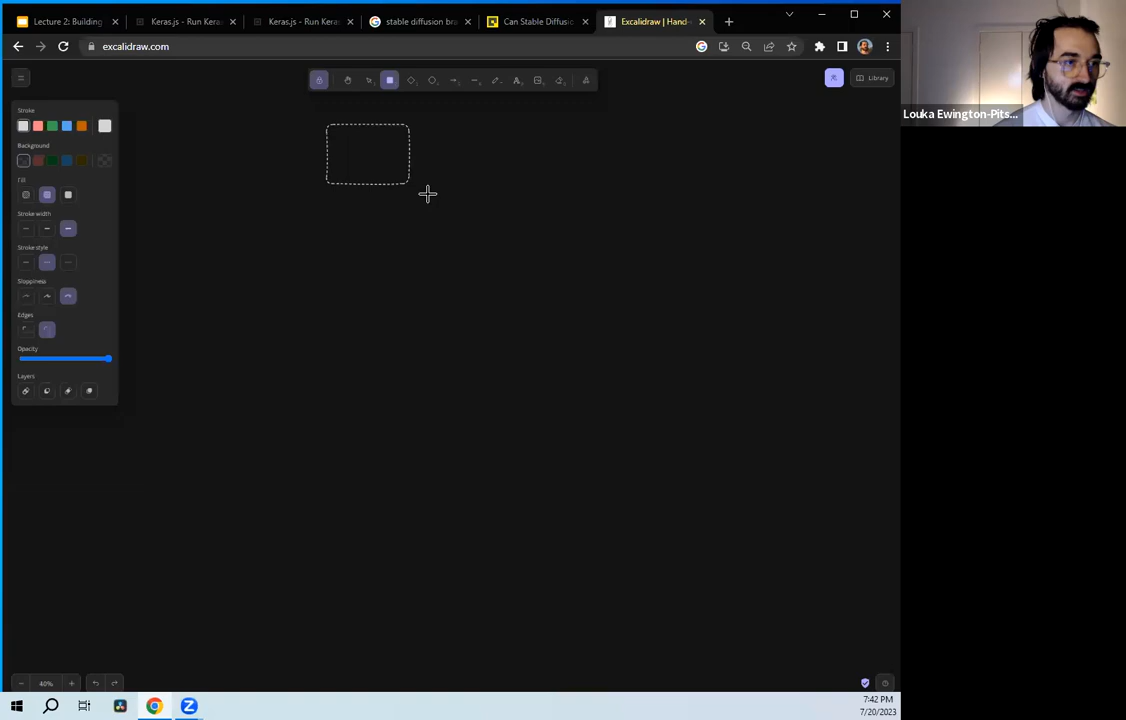 Lecture 2: Building
Keras.js - Run Kera
Keras.js - Run Kera
stable diffusion bra
Can Stable Diffusio
Excalidraw | Hand-
excalidraw.com
Library
Louka Ewington-Pits...
Stroke
Background
Fill
Stroke width
Stroke style
Sloppiness
Edges
Opacity
Layers
40%
7:42 PM
7/20/2023